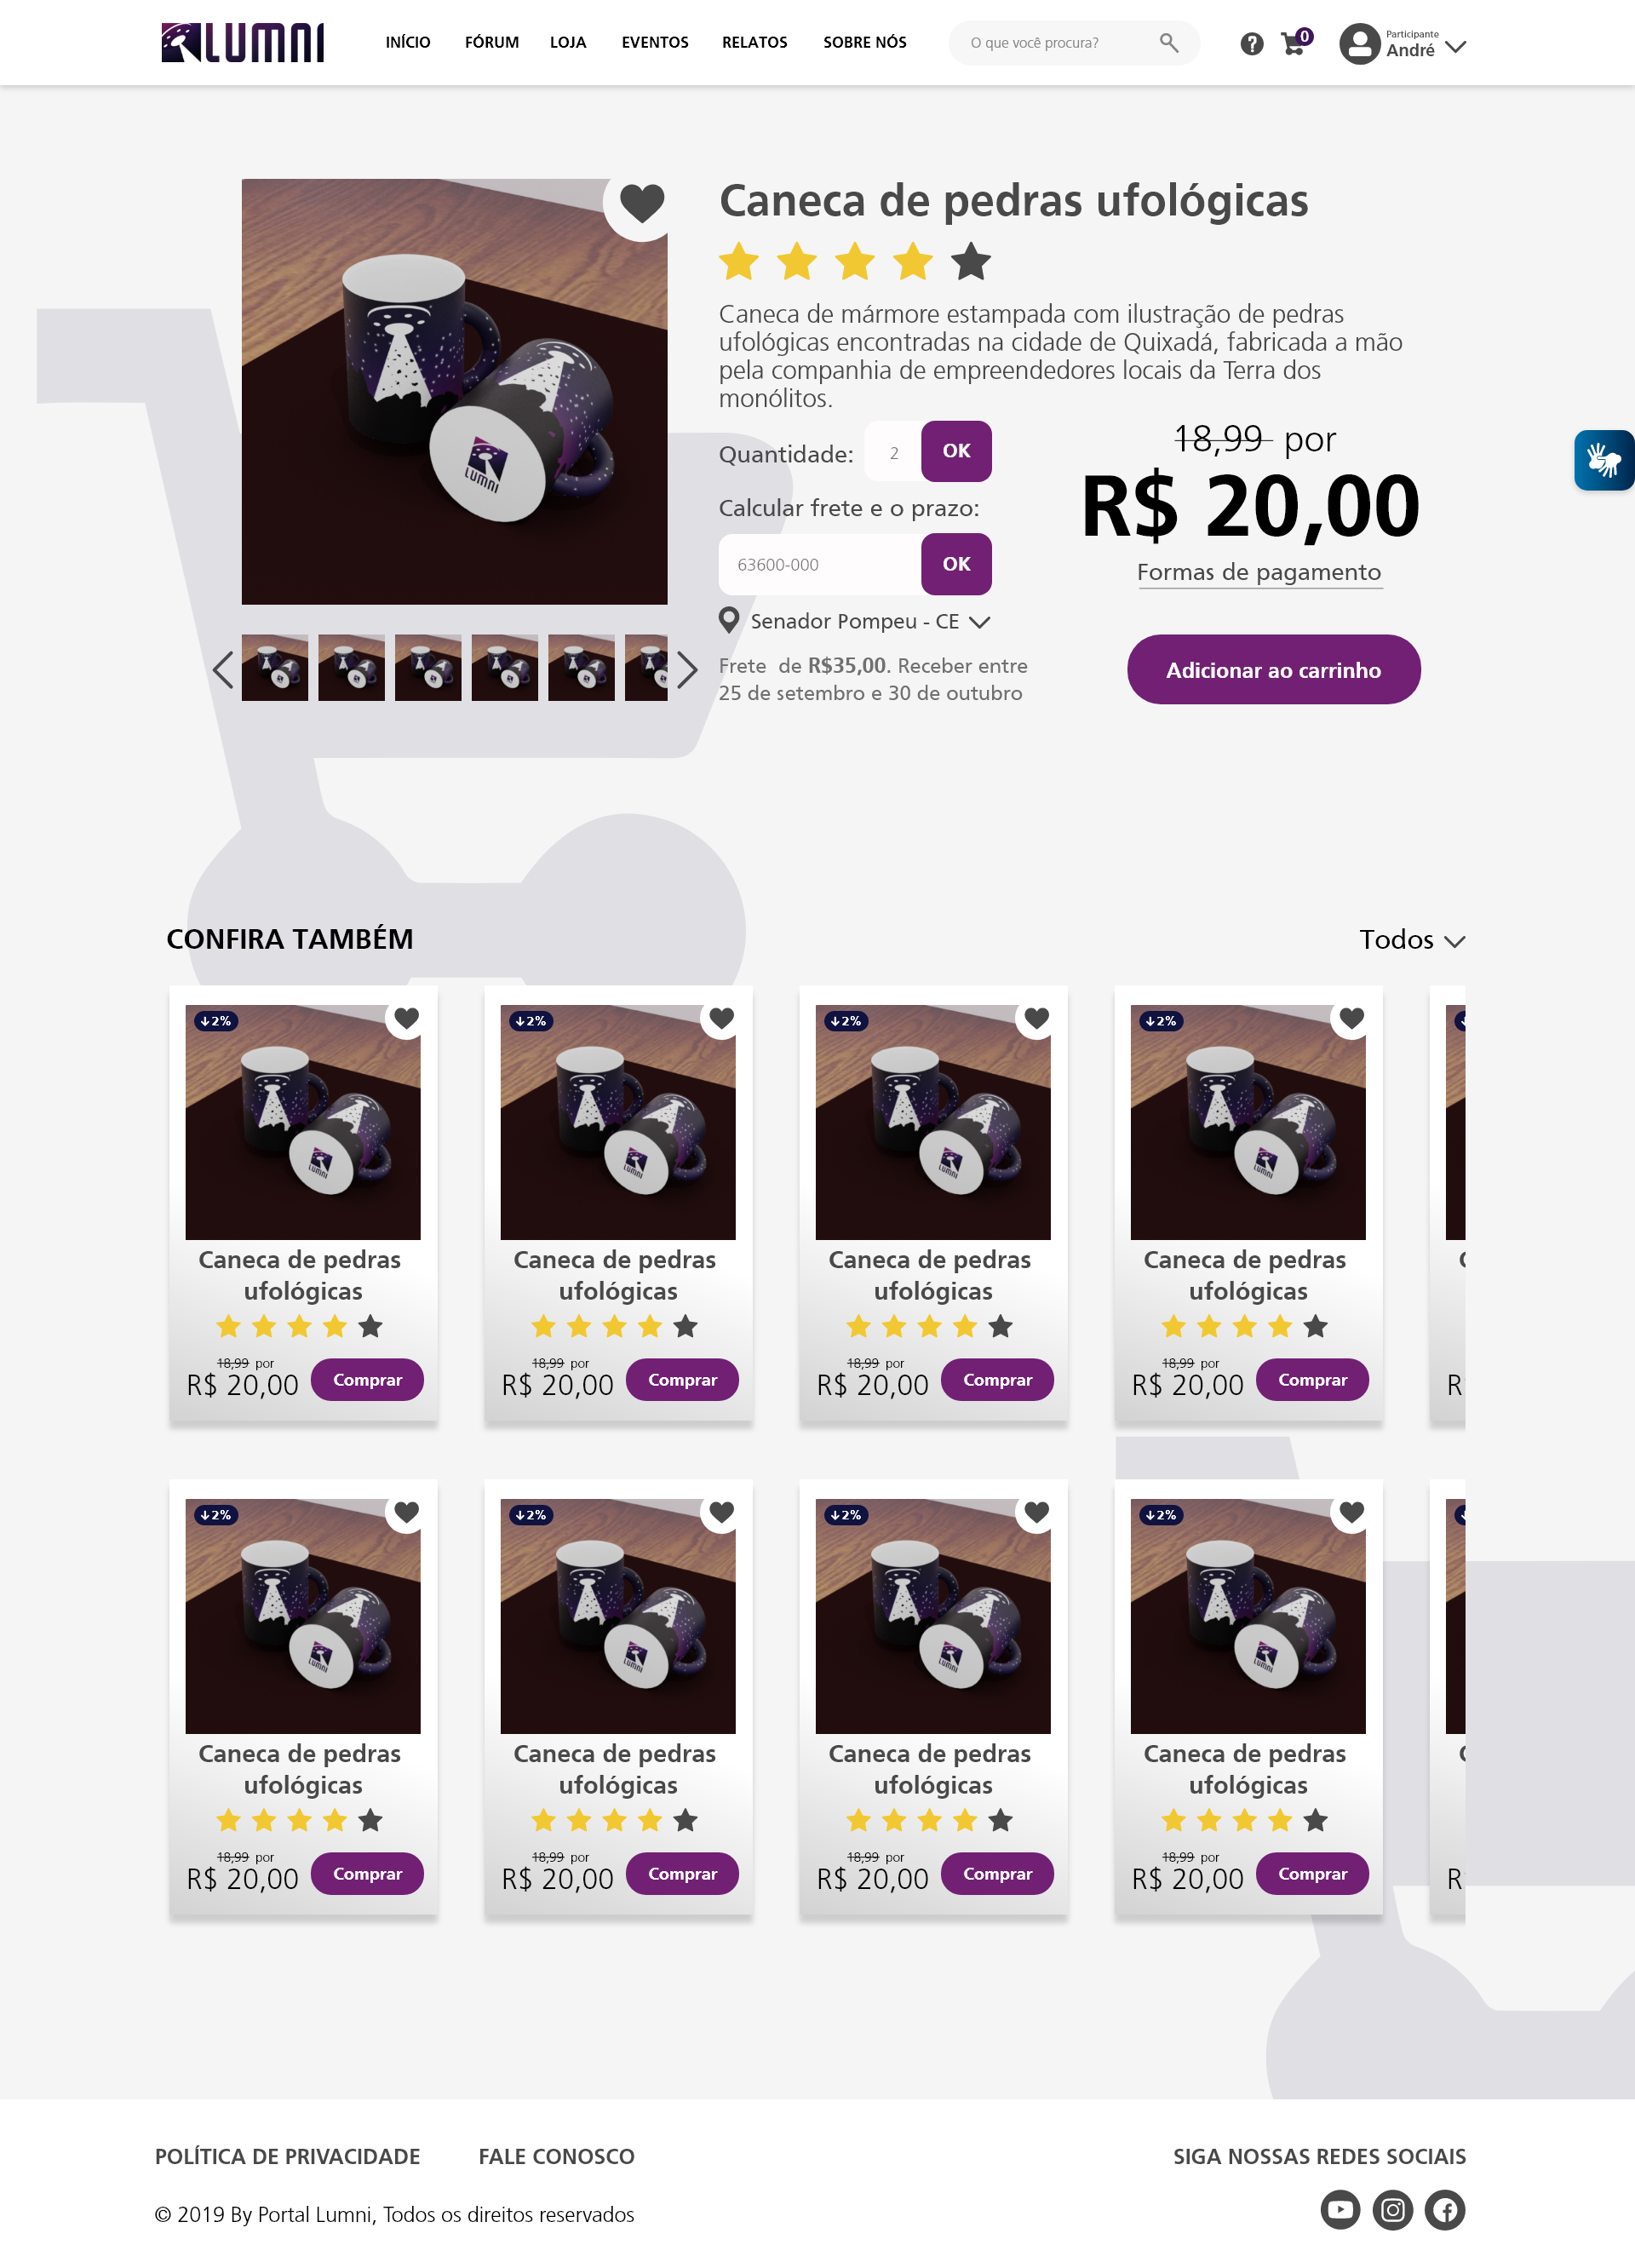 LUMNI
INÍCIO FÓRUM LOJA EVENTOS RELATOS SOBRE NÓS
O que você procura?
0
Participante
André
Caneca de pedras ufológicas
Caneca de mármore estampada com ilustração de pedras
ufológicas encontradas na cidade de Quixadá, fabricada a mão
pela companhia de empreendedores locais da Terra dos
monólitos.
LUMNI
Quantidade: 2 OK
Calcular frete e o prazo:
63600-000 OK
Senador Pompeu - CE
Frete de R$35,00. Receber entre
25 de setembro e 30 de outubro
18,99 por
R$ 20,00
Formas de pagamento
Adicionar ao carrinho
CONFIRA TAMBÉM
Todos
2% 2% 2% 2%
LUMNI LUMNI LUMNI LUMNI
Caneca de pedras Caneca de pedras Caneca de pedras Caneca de pedras C
ufológicas ufológicas ufológicas ufológicas
18,99 por 18,99 por 18,99 por 18,99 por
R$ 20,00 Comprar R$ 20,00 Comprar R$ 20,00 Comprar R$ 20,00 Comprar R$
2% 2% 2% 2%
LUMNI LUMNI LUMNI LUMNI
Caneca de pedras Caneca de pedras Caneca de pedras Caneca de pedras C
ufológicas ufológicas ufológicas ufológicas
18,99 por 18,99 por 18,99 por 18,99 por
R$ 20,00 Comprar R$ 20,00 Comprar R$ 20,00 Comprar R$ 20,00 Comprar R$
POLÍTICA DE PRIVACIDADE FALE CONOSCO
SIGA NOSSAS REDES SOCIAIS
© 2019 By Portal Lumni, Todos os direitos reservados